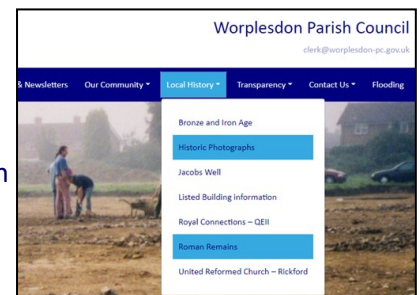 Worplesdon Parish Council
clerk@worplesdon-pc.gov.uk
& Newsletters Our Community Local History Transparency Contact Us Flooding
Bronze and Iron Age
Historic Photographs
Jacobs Well
Listed Building information
Royal Connections – QEII
Roman Remains
United Reformed Church – Rickford